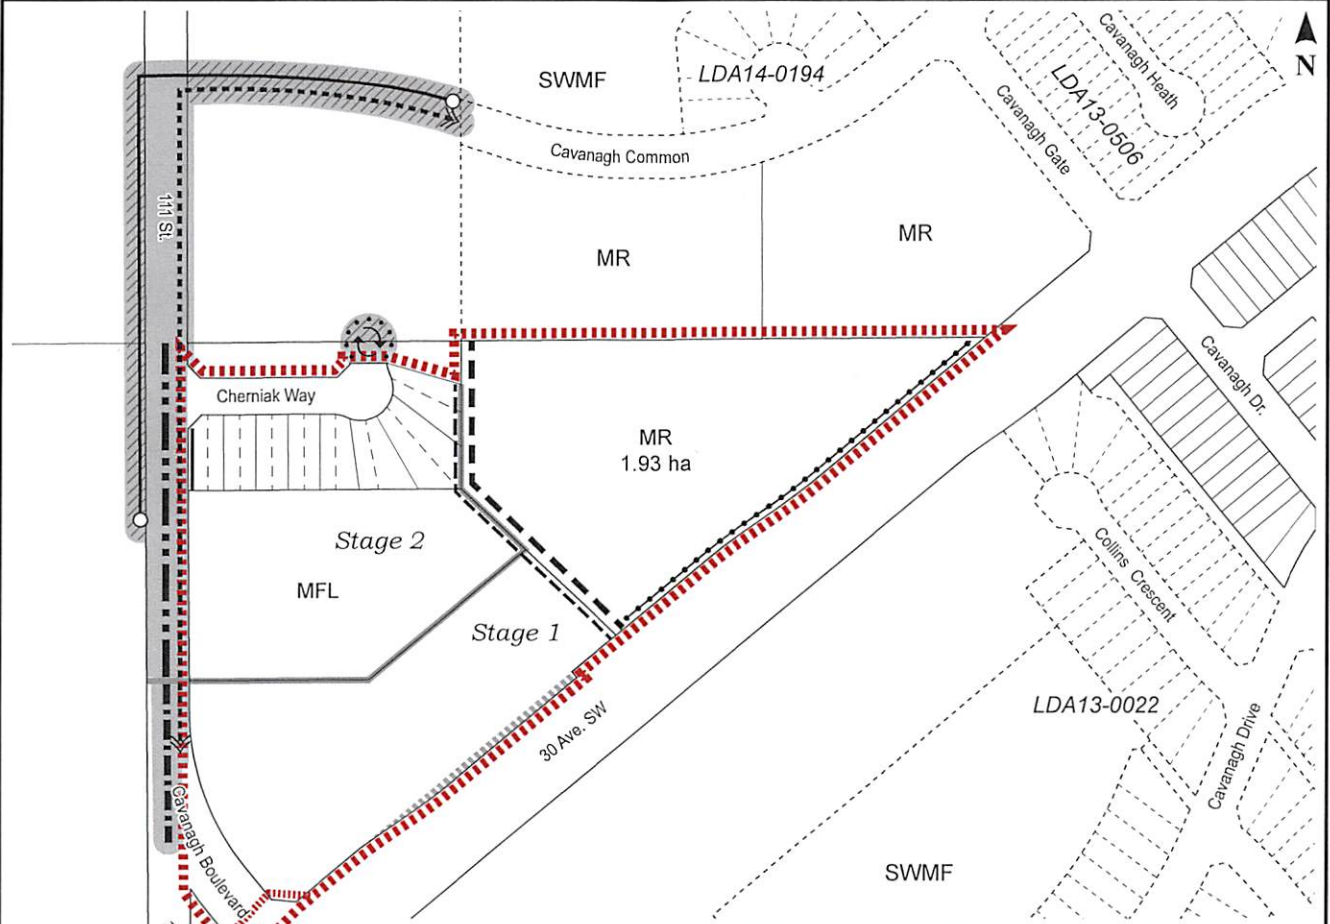 SWMF
LDA14-0194
Cavanagh Heath
LDA13-0506
N
Cavanagh Gate
Cavanagh Common
111 St.
MR
MR
Cherniak Way
Cavanagh Dr.
MR
1.93 ha
Stage 2
MFL
Stage 1
Collins Crescent
30 Ave. SW
LDA13-0022
Cavanagh Drive
Cavanagh Boulevard
SWMF